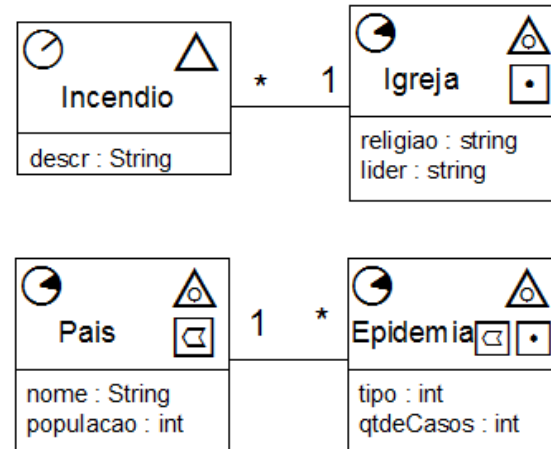 Incendio
descr : String
* 1
Igreja
religiao : string
lider : string
Pais
nome : String
populacao : int
1 *
Epidemia
tipo : int
qtdeCasos : int